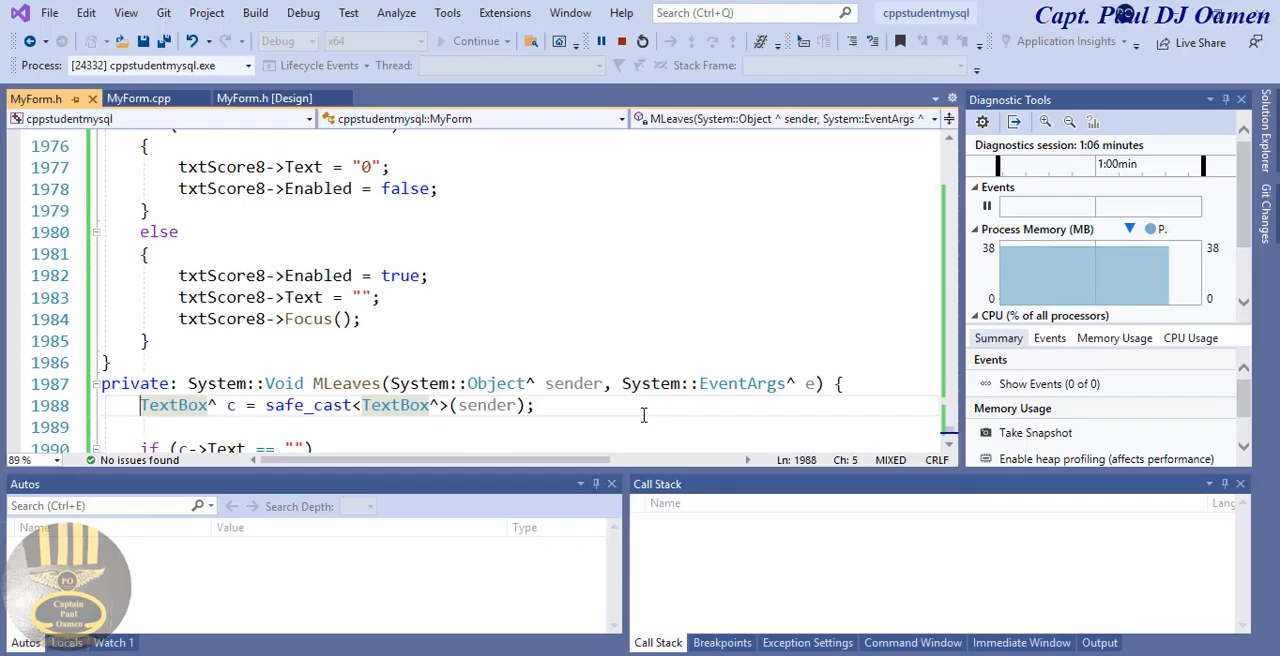 File Edit View Git Project Build Debug Test Analyze Tools Extensions Window Help Search (Ctrl+Q) cppstudentmysql
Capt. Paul DJ Oamen
Debug x64 Continue Application Insights Live Share
Process: [24332] cppstudentmysql.exe Lifecycle Events Thread: Stack Frame:
MyForm.h MyForm.cpp MyForm.h [Design]
cppstudentmysql cppstudentmysql::MyForm MLeaves(System::Object ^ sender, System::EventArgs ^
1976 {
1977 txtScore8->Text = "0";
1978 txtScore8->Enabled = false;
1979 }
1980 else
1981 {
1982 txtScore8->Enabled = true;
1983 txtScore8->Text = "";
1984 txtScore8->Focus();
1985 }
1986 }
1987 private: System::Void MLeaves(System::Object^ sender, System::EventArgs^ e) {
1988 TextBox^ c = safe_cast<TextBox^>(sender);
1989
1990 if (c->Text == "")
89 % No issues found Ln: 1988 Ch: 5 MIXED CRLF
Diagnostic Tools
Diagnostics session: 1:06 minutes
1:00min
Events
Process Memory (MB) P.
38 38
0 0
CPU (% of all processors)
Summary Events Memory Usage CPU Usage
Events
Show Events (0 of 0)
Memory Usage
Take Snapshot
Enable heap profiling (affects performance)
Solution Explorer
Git Changes
Autos
Search (Ctrl+E) Search Depth:
Name Value Type
PO
Captain
Paul
Oamen
Autos Locals Watch 1
Call Stack
Name Lang
Call Stack Breakpoints Exception Settings Command Window Immediate Window Output